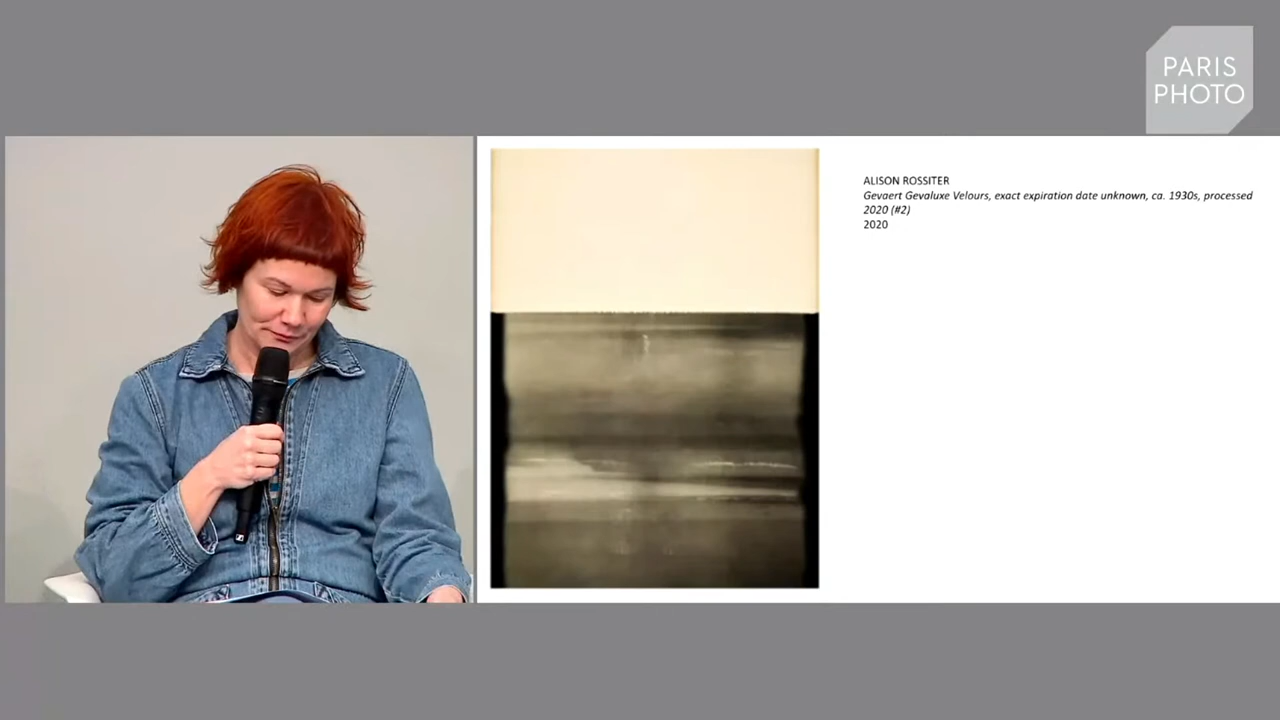 PARIS
PHOTO
ALISON ROSSITER
Gevaert Gevaluxe Velours, exact expiration date unknown, ca. 1930s, processed
2020 (#2)
2020